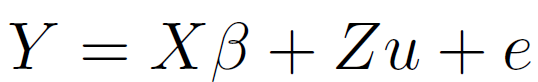 Y = Xβ + Zu + e